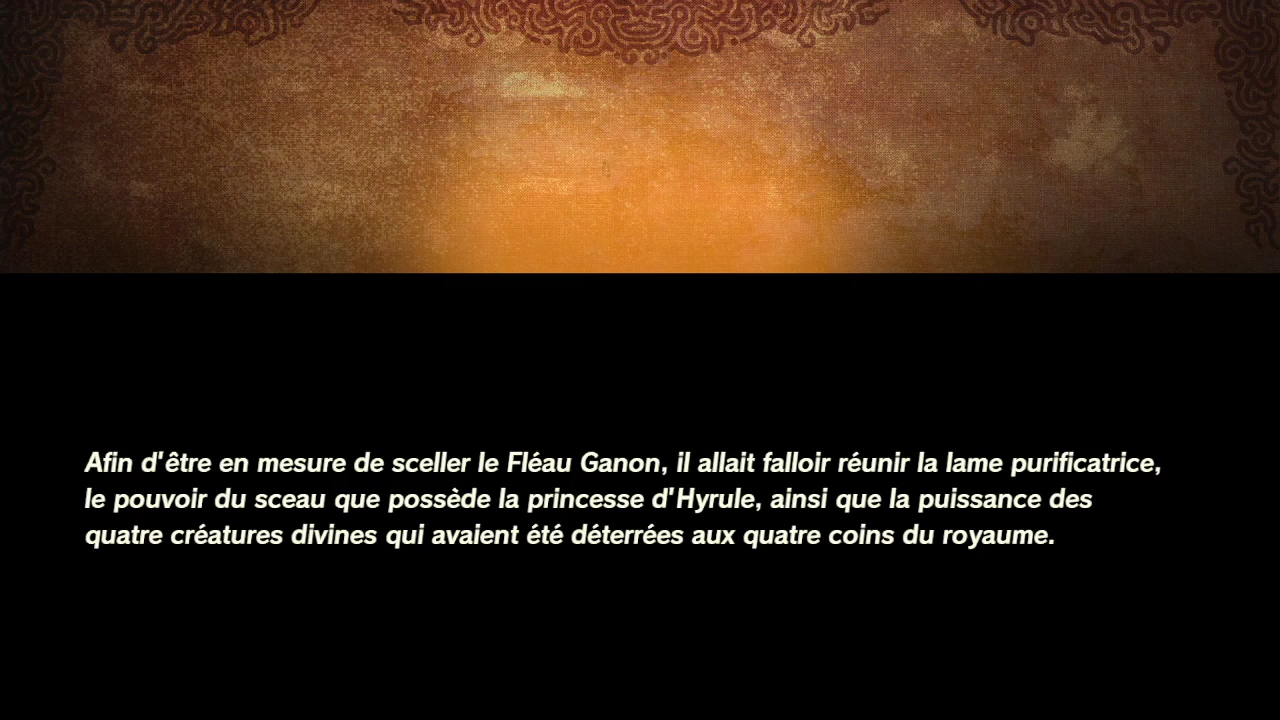 Afin d'être en mesure de sceller le Fléau Ganon, il allait falloir réunir la lame purificatrice,
le pouvoir du sceau que possède la princesse d'Hyrule, ainsi que la puissance des
quatre créatures divines qui avaient été déterrées aux quatre coins du royaume.